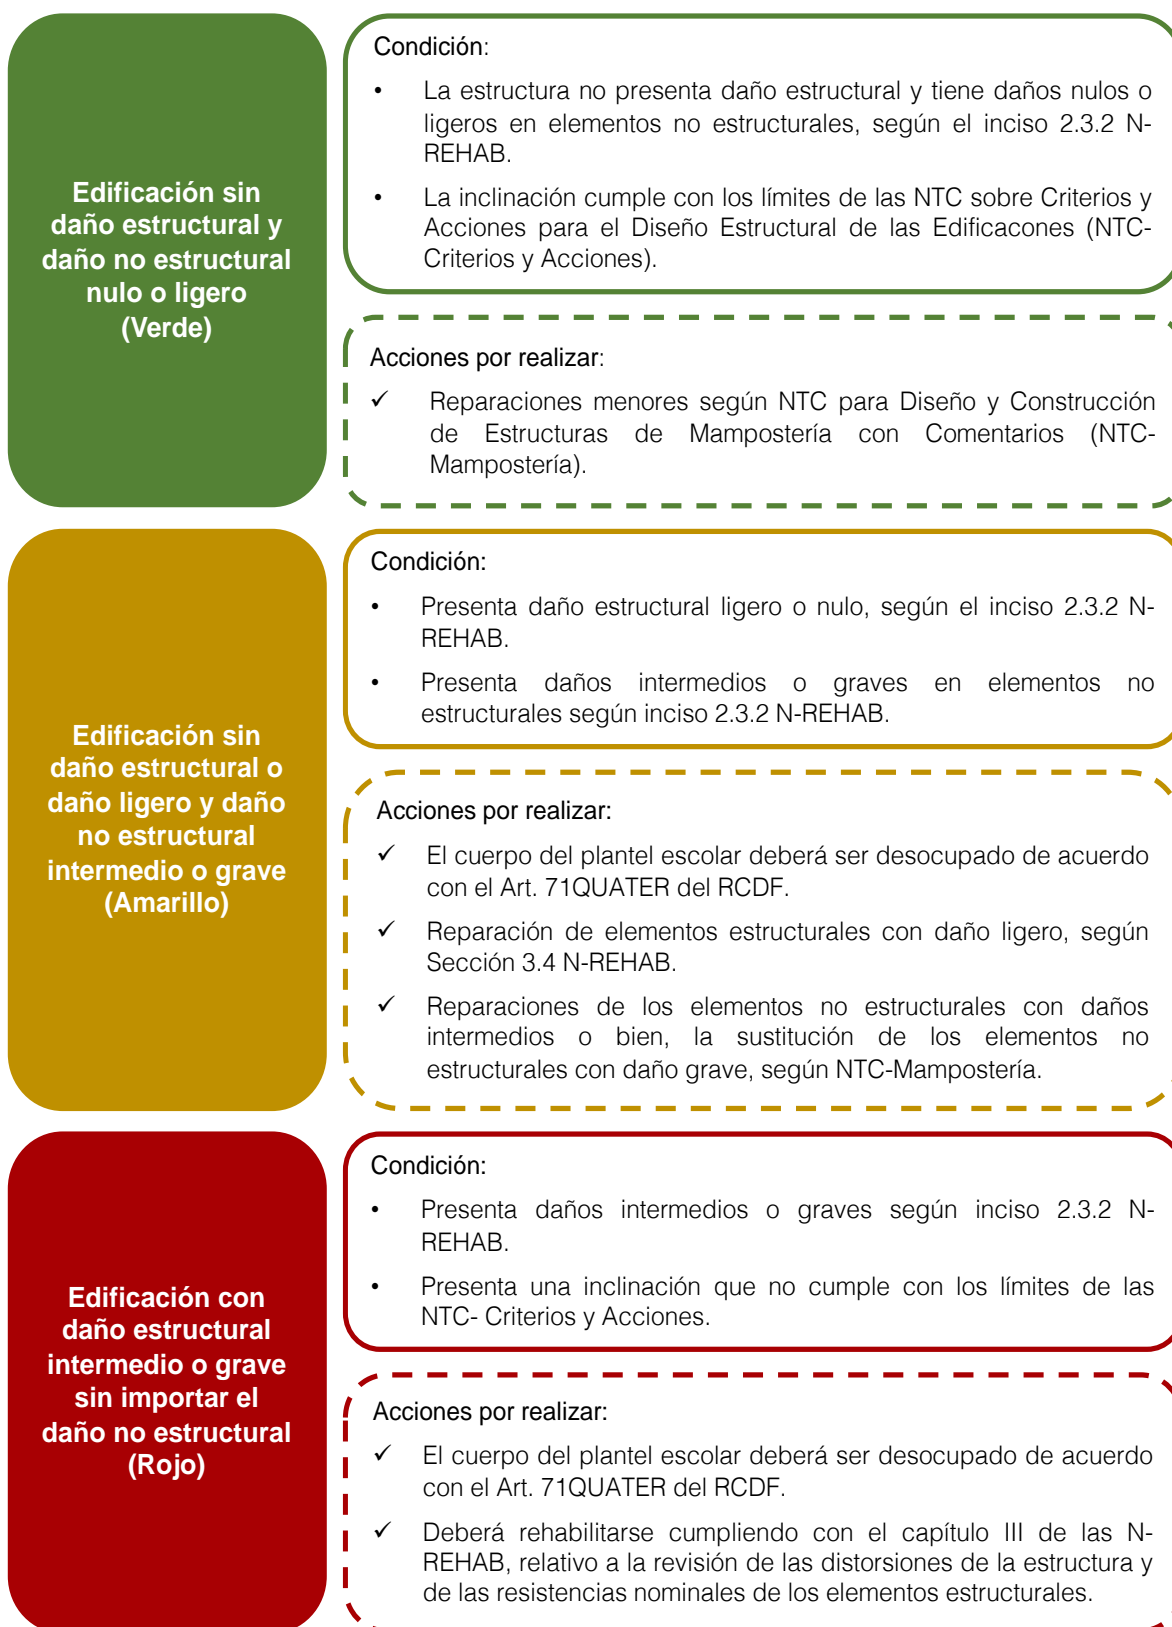 Edificación sin
daño estructural y
daño no estructural
nulo o ligero
(Verde)
Condición:
• La estructura no presenta daño estructural y tiene daños nulos o
ligeros en elementos no estructurales, según el inciso 2.3.2 N-
REHAB.
• La inclinación cumple con los límites de las NTC sobre Criterios y
Acciones para el Diseño Estructural de las Edificacones (NTC-
Criterios y Acciones).
Acciones por realizar:
✓ Reparaciones menores según NTC para Diseño y Construcción
de Estructuras de Mampostería con Comentarios (NTC-
Mampostería).
Edificación sin
daño estructural o
daño ligero y daño
no estructural
intermedio o grave
(Amarillo)
Condición:
• Presenta daño estructural ligero o nulo, según el inciso 2.3.2 N-
REHAB.
• Presenta daños intermedios o graves en elementos no
estructurales según inciso 2.3.2 N-REHAB.
Acciones por realizar:
✓ El cuerpo del plantel escolar deberá ser desocupado de acuerdo
con el Art. 71QUATER del RCDF.
✓ Reparación de elementos estructurales con daño ligero, según
Sección 3.4 N-REHAB.
✓ Reparaciones de los elementos no estructurales con daños
intermedios o bien, la sustitución de los elementos no
estructurales con daño grave, según NTC-Mampostería.
Edificación con
daño estructural
intermedio o grave
sin importar el
daño no estructural
(Rojo)
Condición:
• Presenta daños intermedios o graves según inciso 2.3.2 N-
REHAB.
• Presenta una inclinación que no cumple con los límites de las
NTC- Criterios y Acciones.
Acciones por realizar:
✓ El cuerpo del plantel escolar deberá ser desocupado de acuerdo
con el Art. 71QUATER del RCDF.
✓ Deberá rehabilitarse cumpliendo con el capítulo III de las N-
REHAB, relativo a la revisión de las distorsiones de la estructura y
de las resistencias nominales de los elementos estructurales.